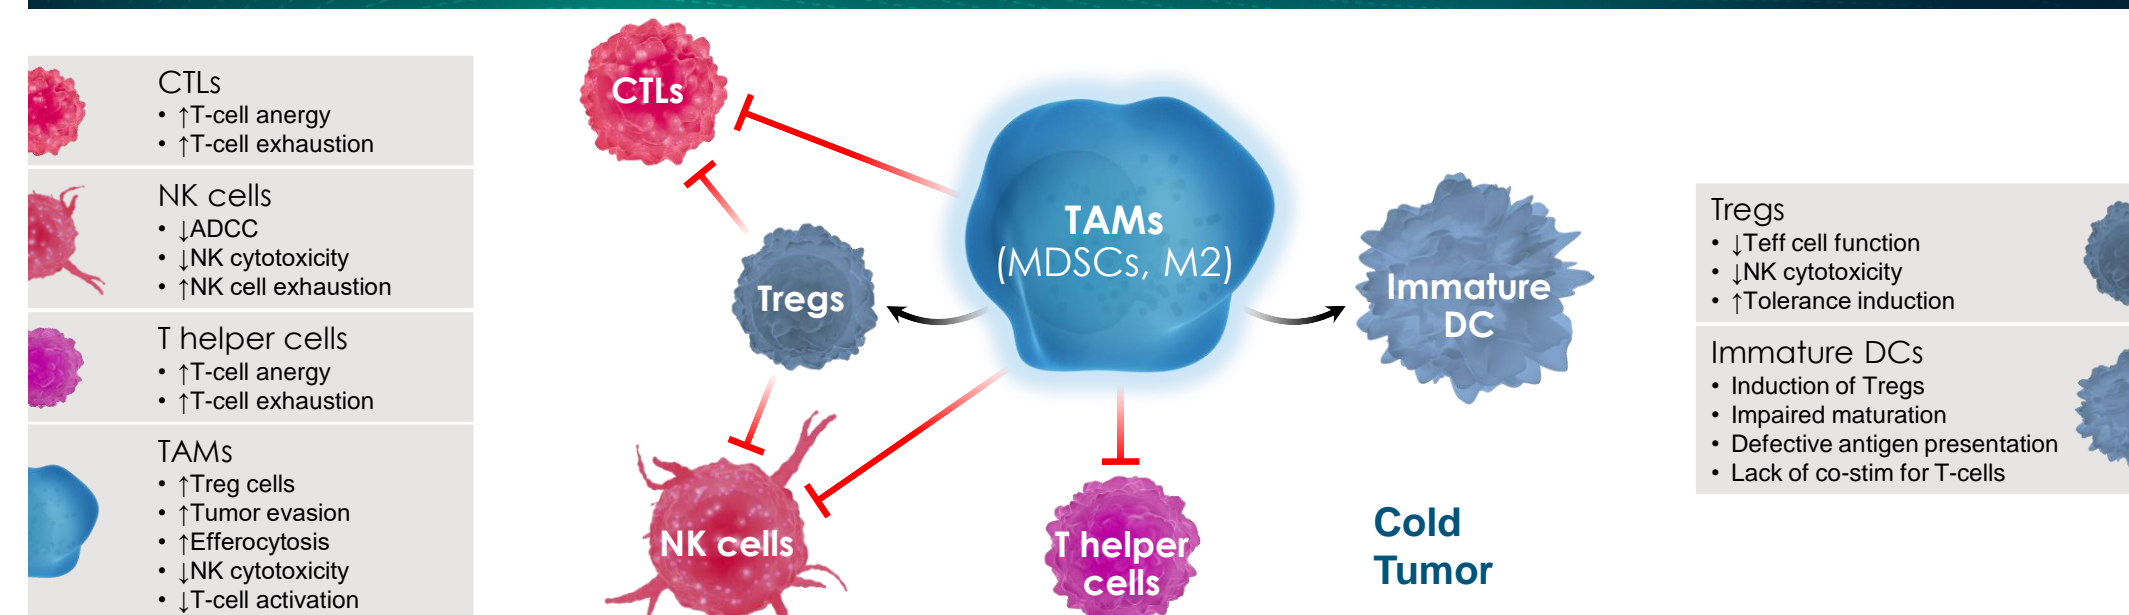 CTLs
• ↑T-cell anergy
• ↑T-cell exhaustion
NK cells
• ↓ADCC
• ↓NK cytotoxicity
• ↑NK cell exhaustion
T helper cells
• ↑T-cell anergy
• ↑T-cell exhaustion
TAMs
• ↑Treg cells
• ↑Tumor evasion
• ↑Efferocytosis
• ↓NK cytotoxicity
• ↓T-cell activation
CTLs
TAMs
(MDSCs, M2)
Tregs
Immature
DC
NK cells
T helper
cells
Cold
Tumor
Tregs
• ↓Teff cell function
• ↓NK cytotoxicity
• ↑Tolerance induction
Immature DCs
• Induction of Tregs
• Impaired maturation
• Defective antigen presentation
• Lack of co-stim for T-cells